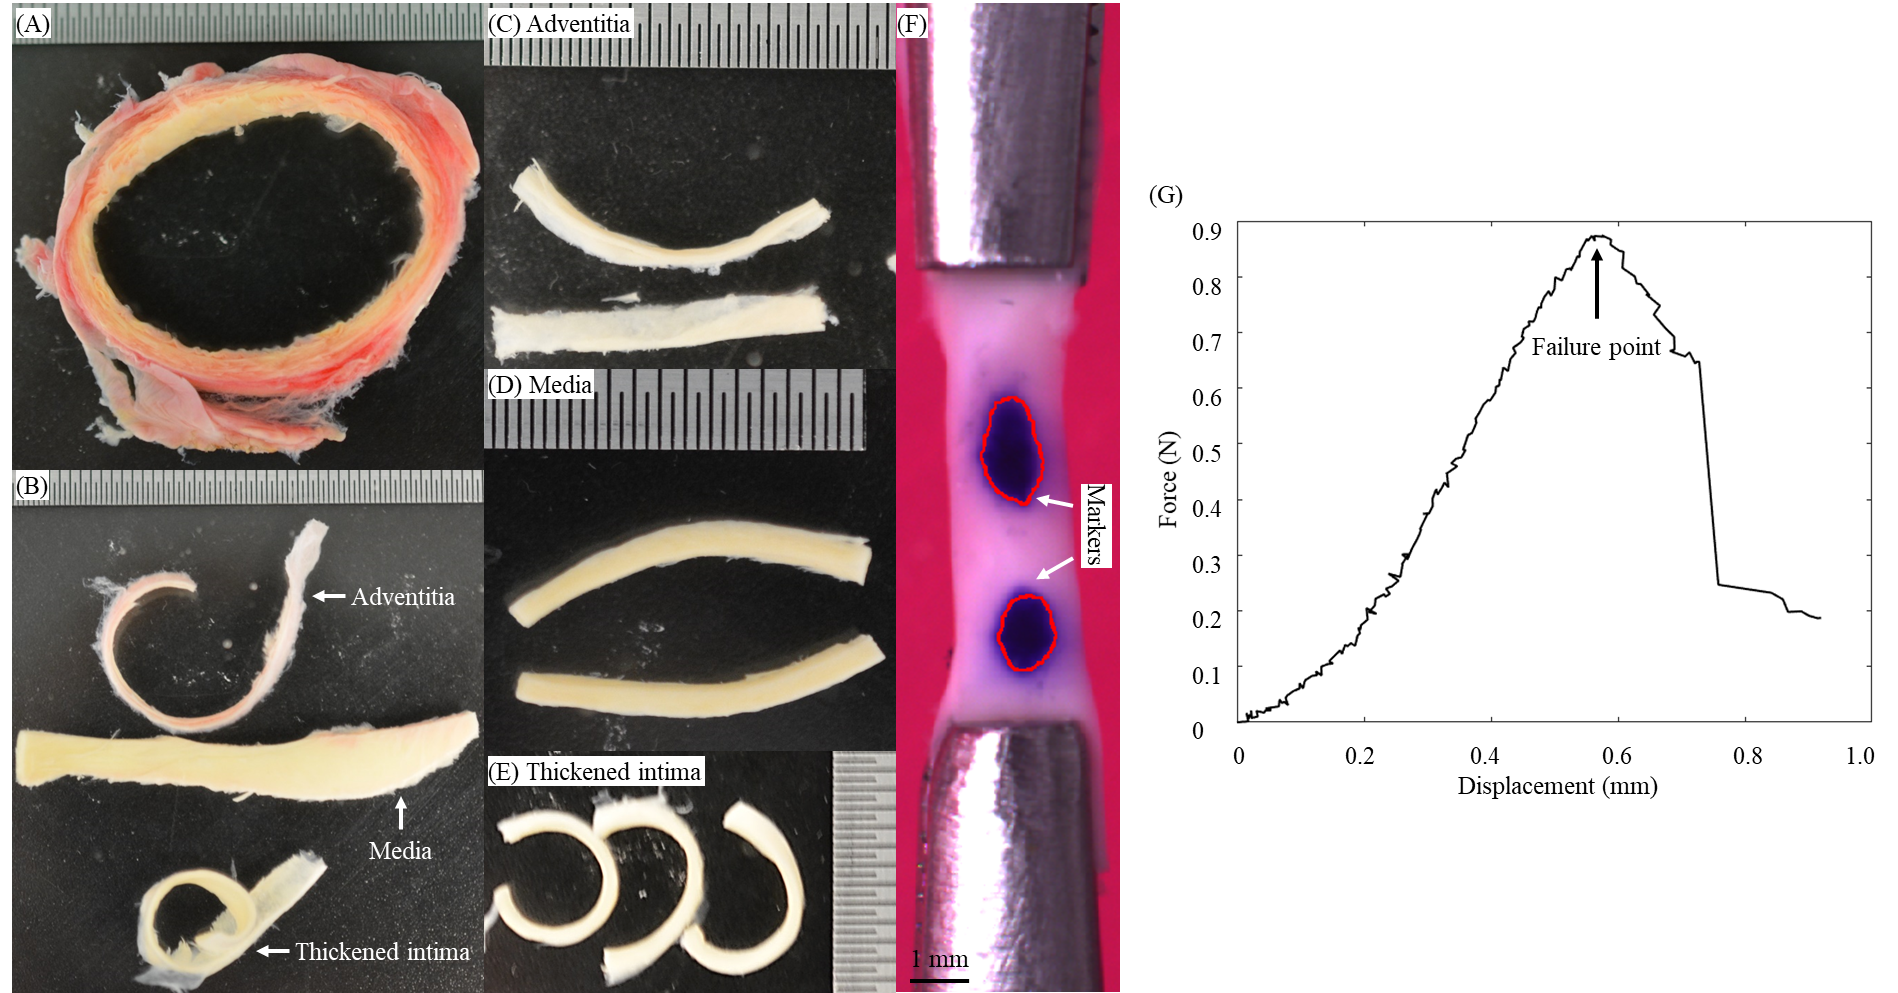 (A)
(B)
Adventitia
Media
Thickened intima
(C) Adventitia
(D) Media
(E) Thickened intima
(F)
Markers
1 mm
(G)
Force (N)
0.9
0.8
0.7
0.6
0.5
0.4
0.3
0.2
0.1
0
Failure point
0
0.2
0.4
0.6
0.8
1.0
Displacement (mm)